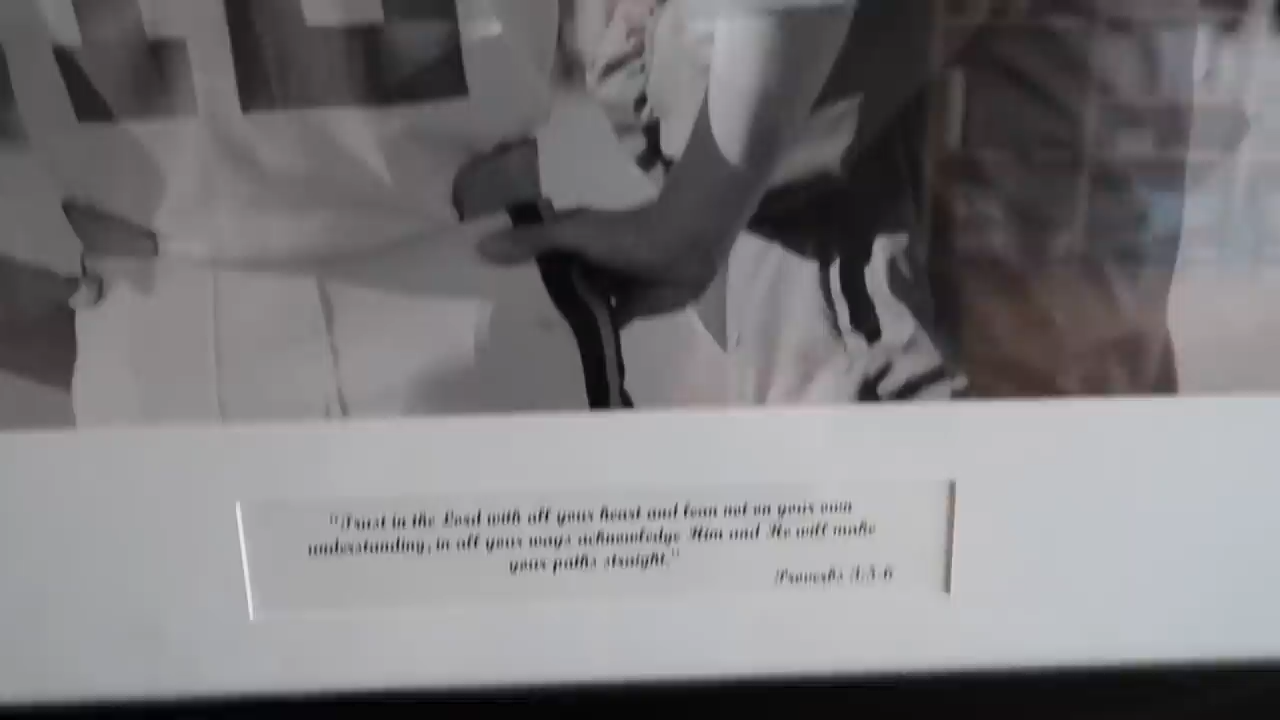 "Trust in the Lord with all your heart and lean not on your own
understanding, in all your ways acknowledge Him and He will make
your paths straight."
Proverbs 3:5-6